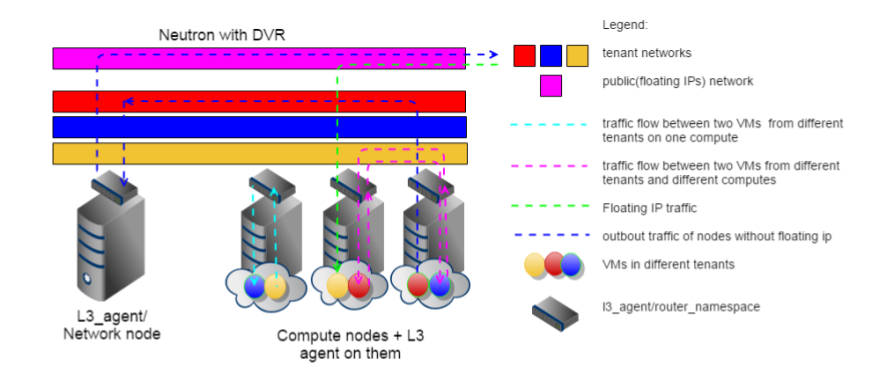 Neutron with DVR
Legend:
tenant networks
public(floating IPs) network
traffic flow between two VMs from different
tenants on one compute
traffic flow between two VMs from different
tenants and different computes
Floating IP traffic
outbout traffic of nodes without floating ip
VMs in different tenants
l3_agent/router_namespace
L3_agent/
Network node
Compute nodes + L3
agent on them